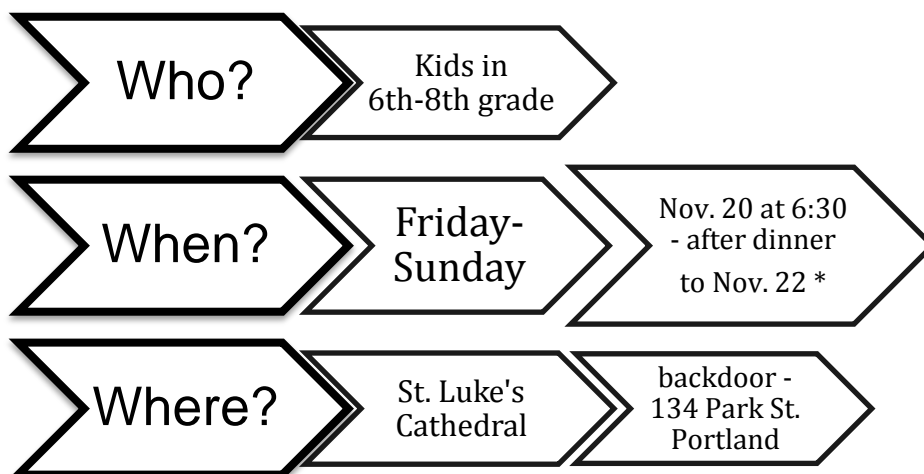 Who?
Kids in
6th-8th grade
When?
Friday-
Sunday
Nov. 20 at 6:30
- after dinner
to Nov. 22 *
Where?
St. Luke's
Cathedral
backdoor -
134 Park St.
Portland